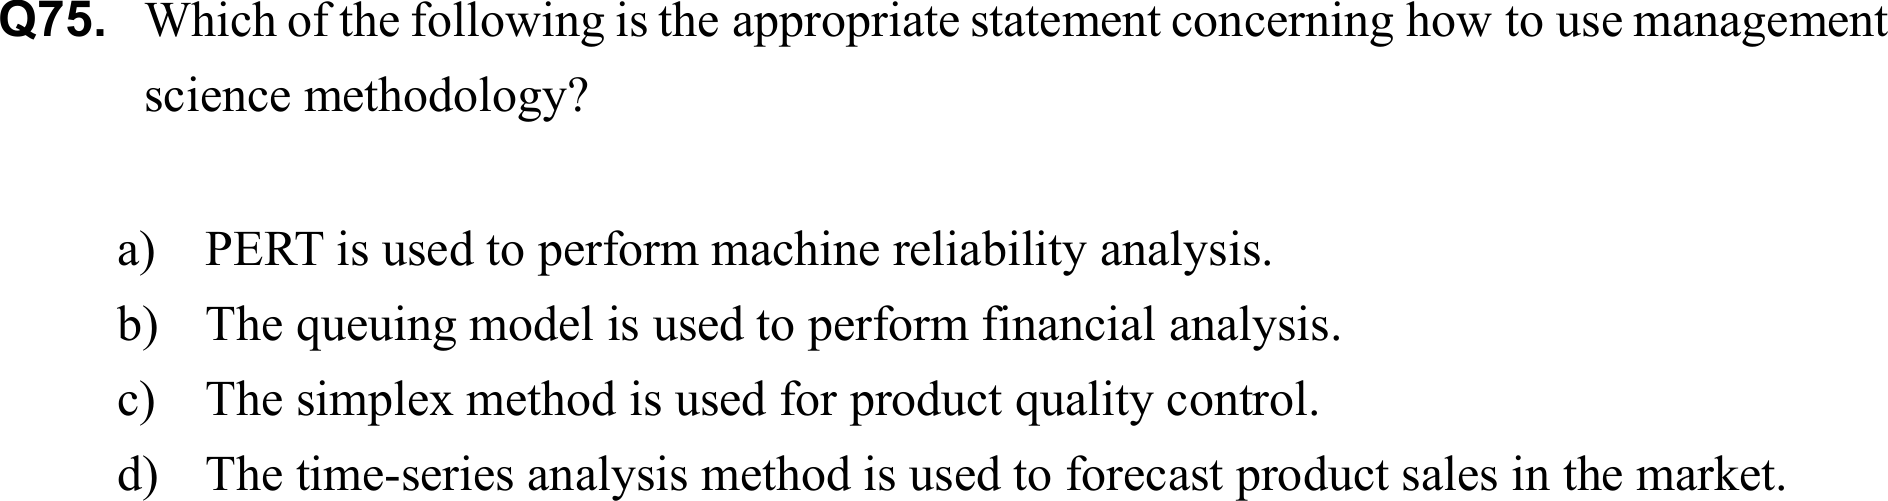 Q75. Which of the following is the appropriate statement concerning how to use management
science methodology?
a) PERT is used to perform machine reliability analysis.
b) The queuing model is used to perform financial analysis.
c) The simplex method is used for product quality control.
d) The time-series analysis method is used to forecast product sales in the market.